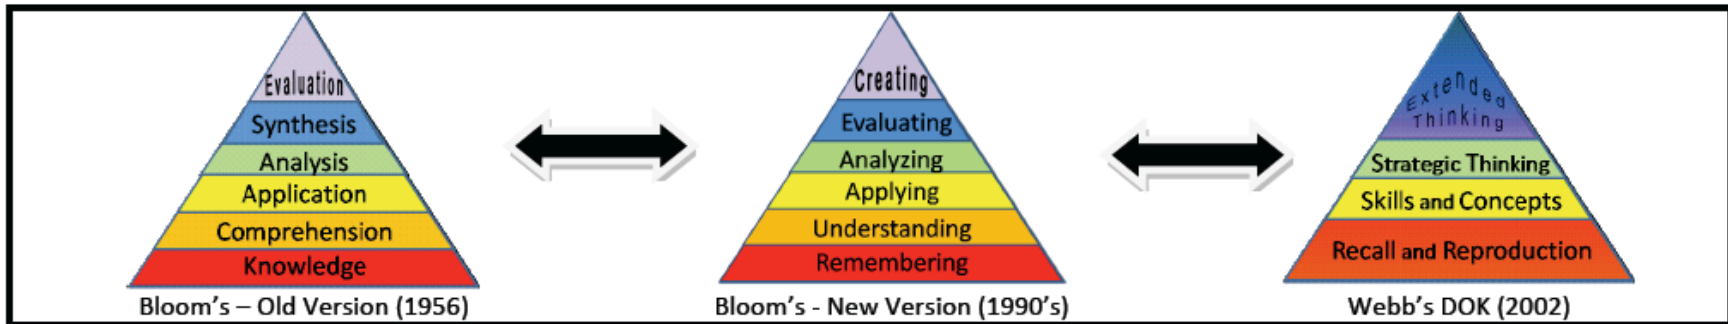 Evaluation
Synthesis
Analysis
Application
Comprehension
Knowledge
Bloom's – Old Version (1956)
Creating
Evaluating
Analyzing
Applying
Understanding
Remembering
Bloom's - New Version (1990's)
Extended
Thinking
Strategic Thinking
Skills and Concepts
Recall and Reproduction
Webb's DOK (2002)